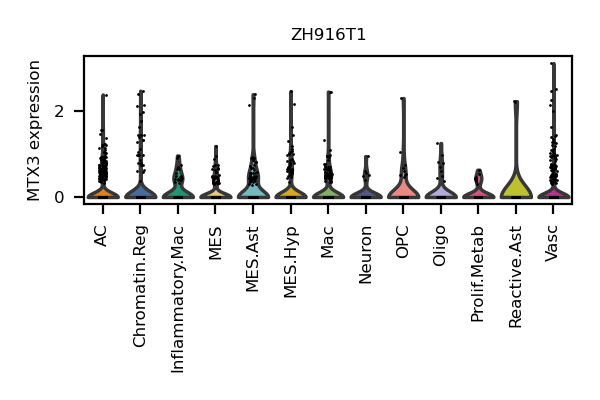 ZH916T1
MTX3 expression
2
0
AC
Chromatin.Reg
Inflammatory.Mac
MES
MES.Ast
MES.Hyp
Mac
Neuron
OPC
Oligo
Prolif.Metab
Reactive.Ast
Vasc